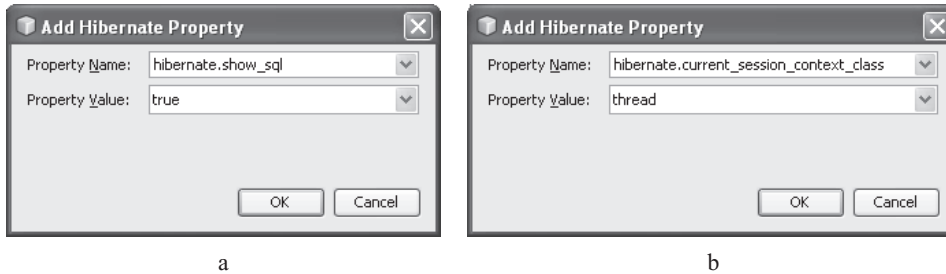 Add Hibernate Property
Property Name: hibernate.show_sql
Property Value: true
OK Cancel
a
Add Hibernate Property
Property Name: hibernate.current_session_context_class
Property Value: thread
OK Cancel
b